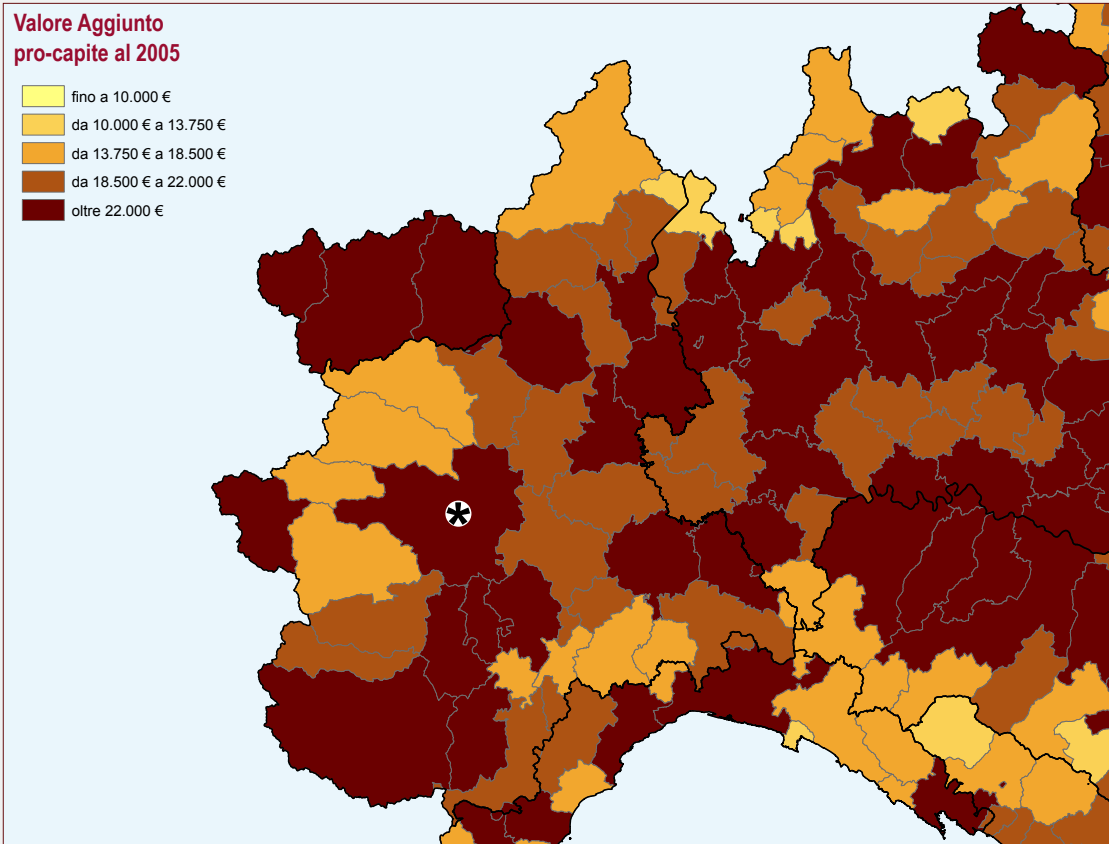 Valore Aggiunto
pro-capite al 2005
fino a 10.000 €
da 10.000 € a 13.750 €
da 13.750 € a 18.500 €
da 18.500 € a 22.000 €
oltre 22.000 €